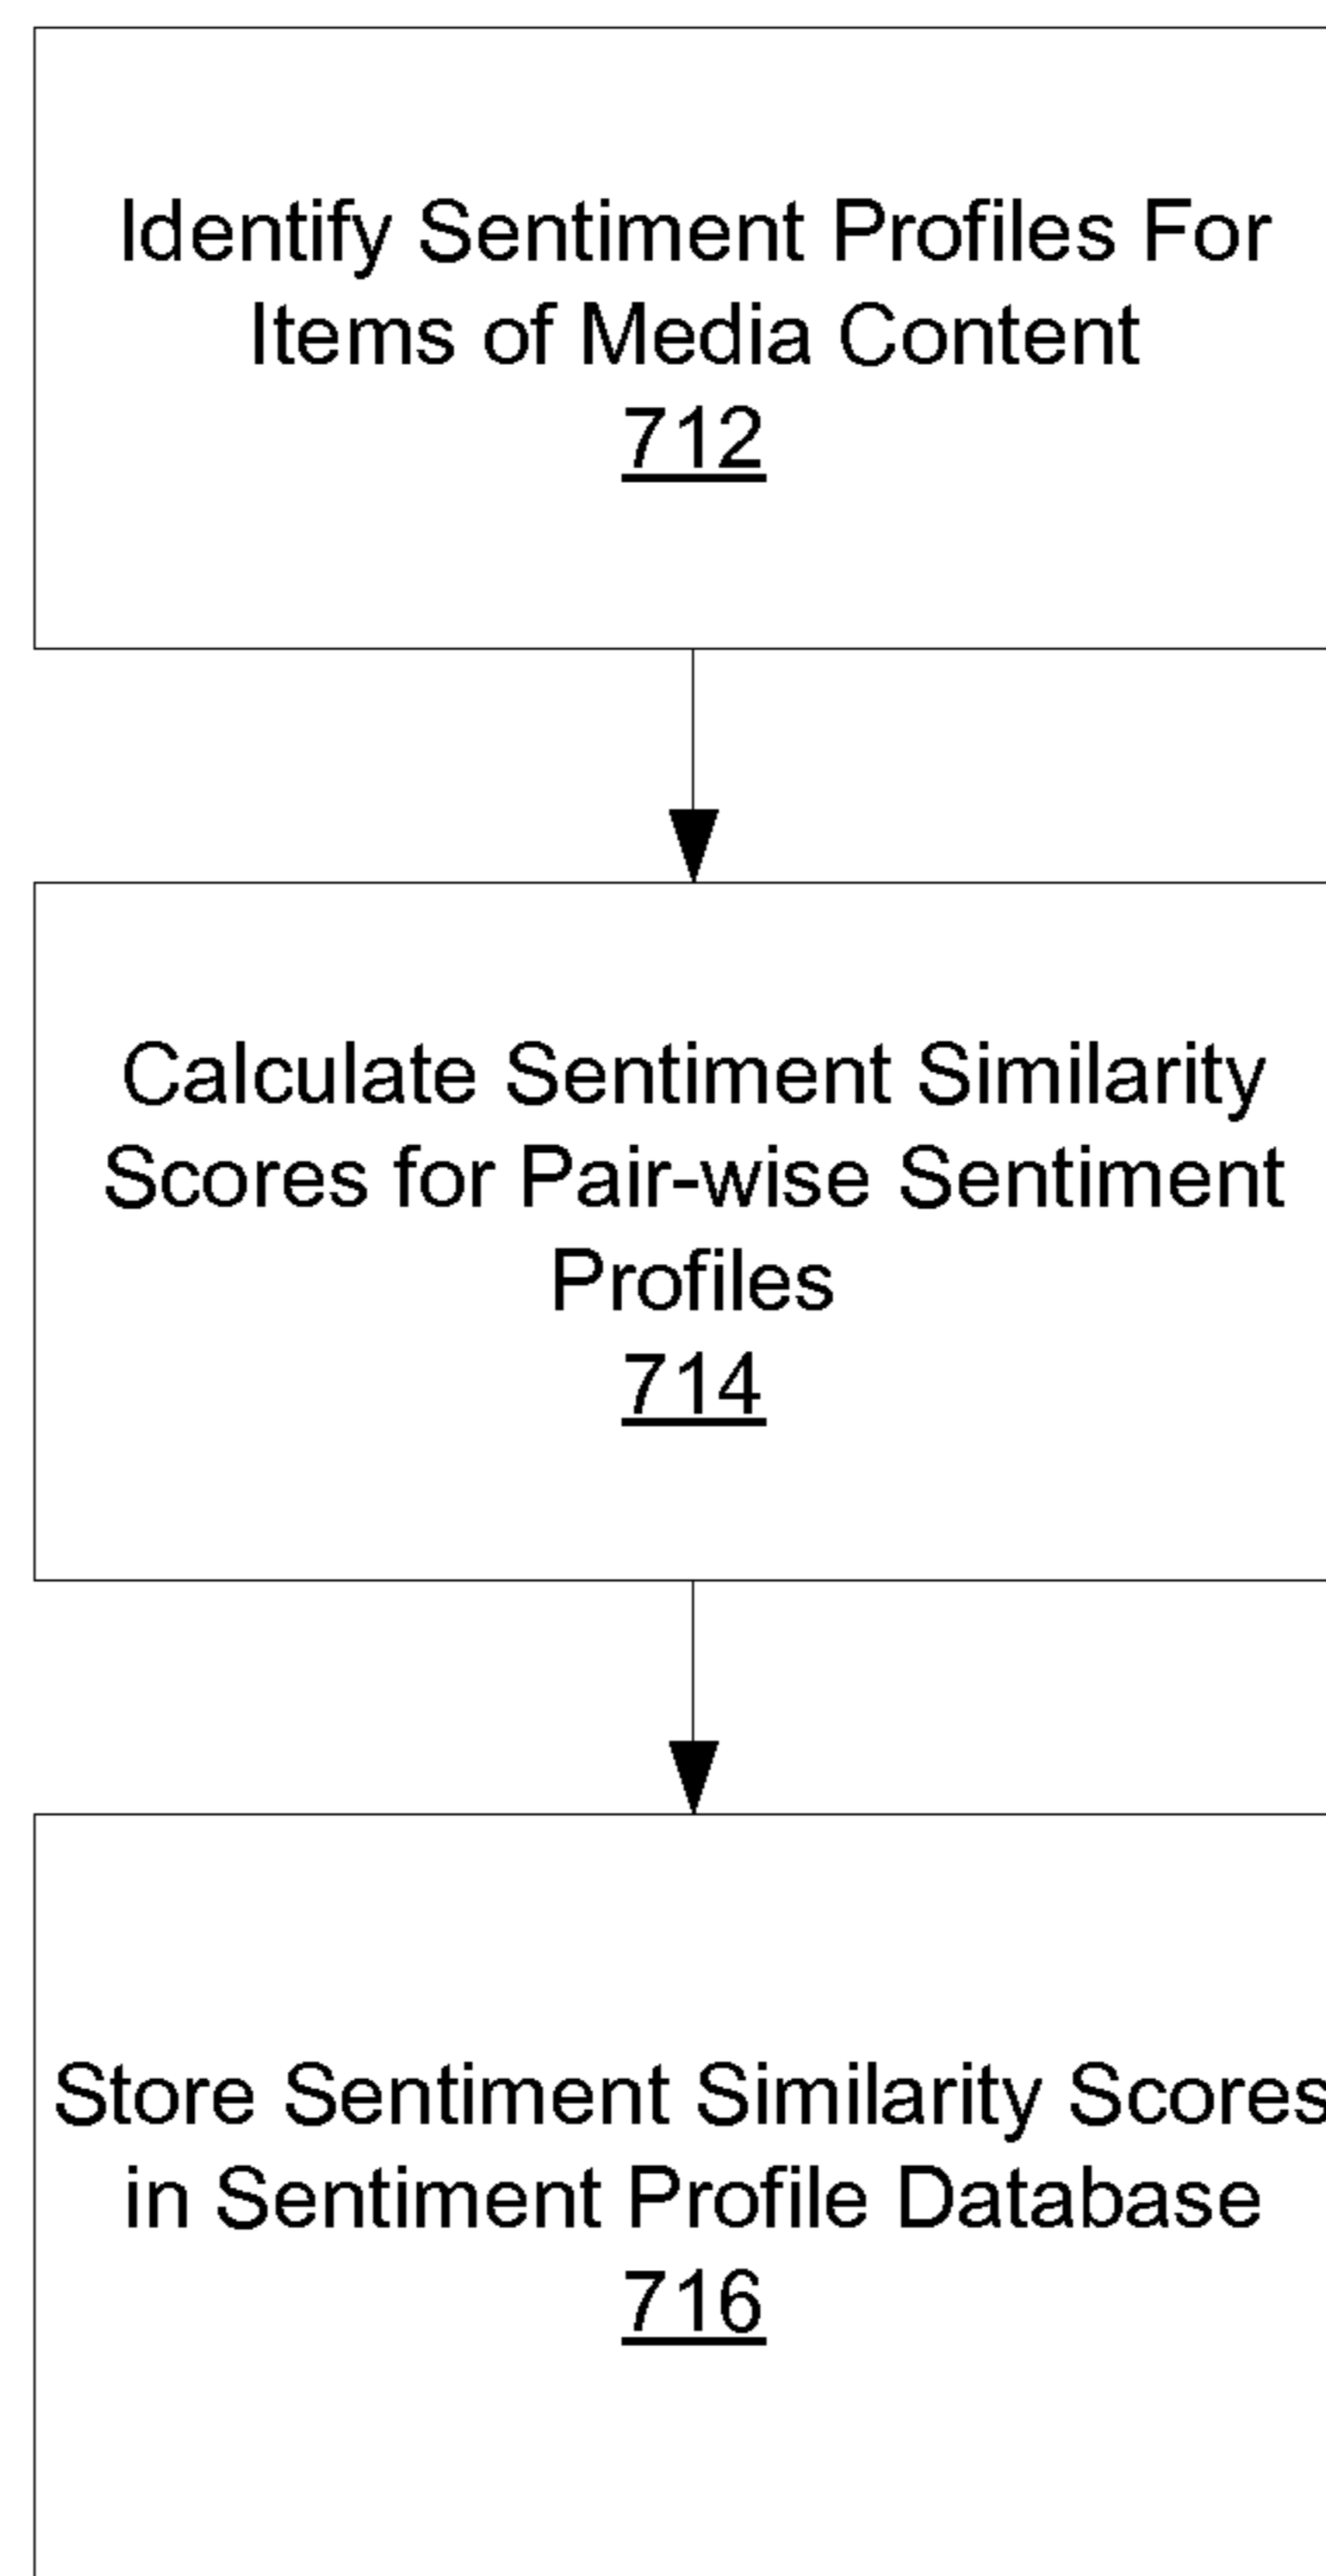 Identify Sentiment Profiles For
Items of Media Content
712
Calculate Sentiment Similarity
Scores for Pair-wise Sentiment
Profiles
714
Store Sentiment Similarity Scores
in Sentiment Profile Database
716